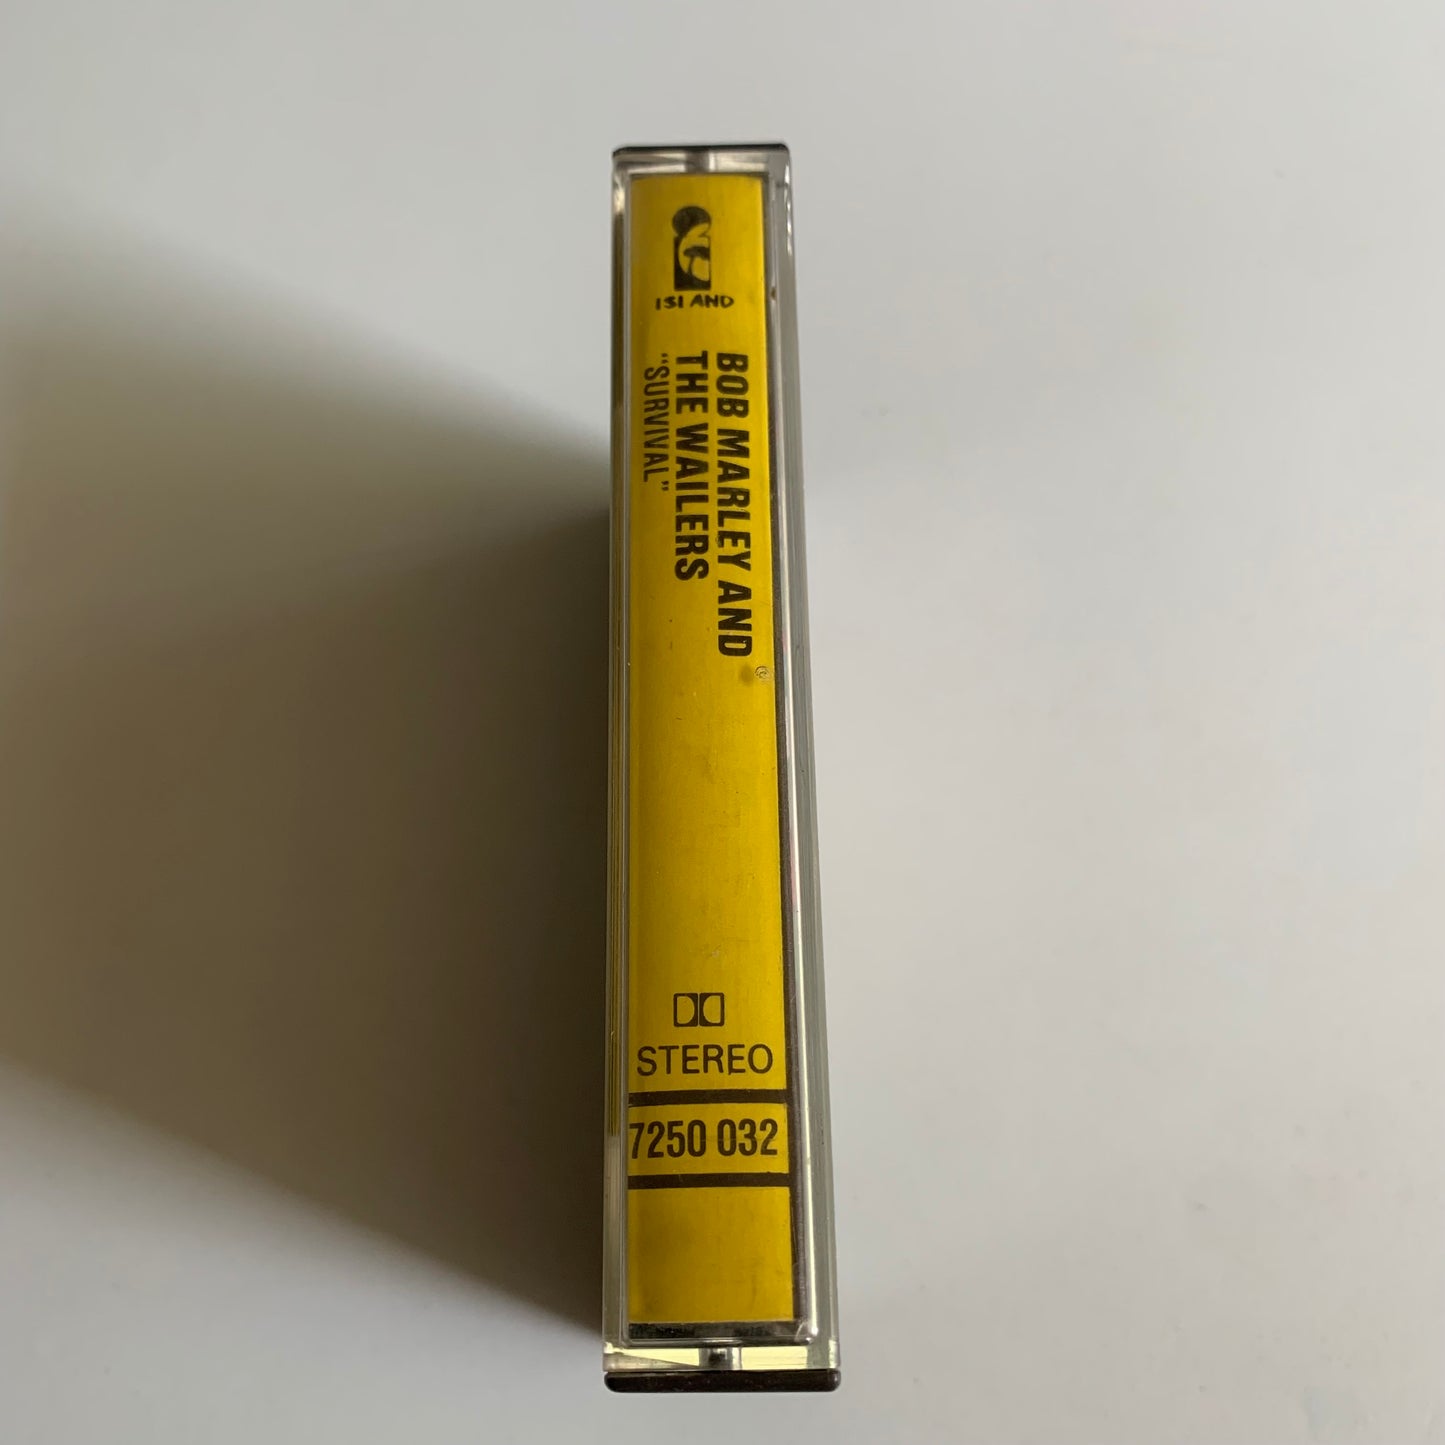 ISLAND
BOB MARLEY AND
THE WAILERS
“SURVIVAL”
STEREO
7250 032